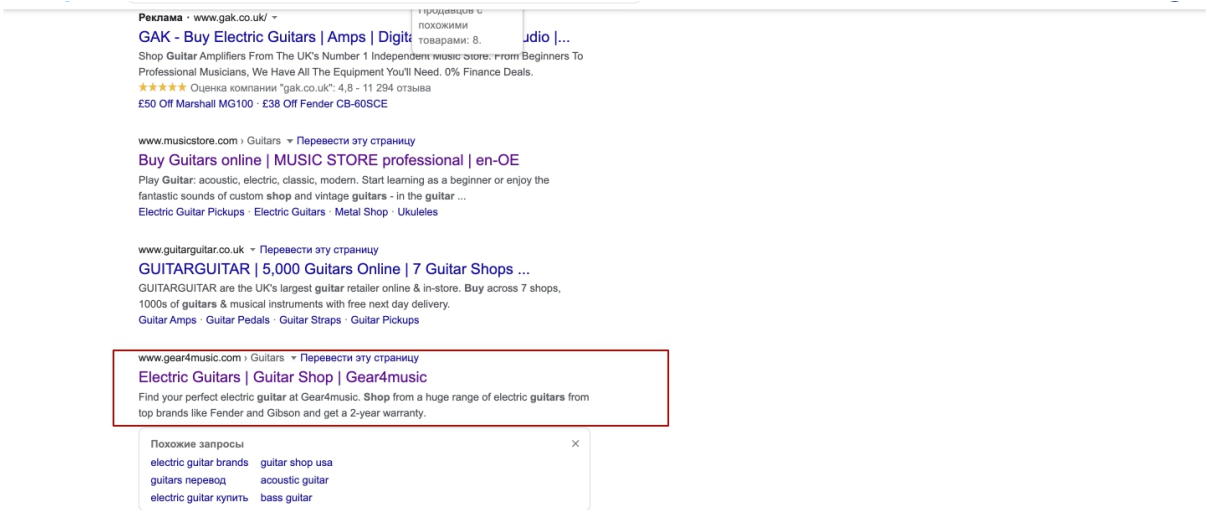 Реклама · www.gak.co.uk/
Продавцов с
похожими
товарами: 8.
GAK - Buy Electric Guitars | Amps | Digita udio |...
Shop Guitar Amplifiers From The UK's Number 1 Independent Music Store. From Beginners To
Professional Musicians, We Have All The Equipment You'll Need. 0% Finance Deals.
★★★★★ Оценка компании "gak.co.uk": 4,8 - 11 294 отзыва
£50 Off Marshall MG100 · £38 Off Fender CB-60SCE
www.musicstore.com › Guitars Перевести эту страницу
Buy Guitars online | MUSIC STORE professional | en-OE
Play Guitar: acoustic, electric, classic, modern. Start learning as a beginner or enjoy the
fantastic sounds of custom shop and vintage guitars - in the guitar ...
Electric Guitar Pickups · Electric Guitars · Metal Shop · Ukuleles
www.guitarguitar.co.uk Перевести эту страницу
GUITARGUITAR | 5,000 Guitars Online | 7 Guitar Shops ...
GUITARGUITAR are the UK's largest guitar retailer online & in-store. Buy across 7 shops,
1000s of guitars & musical instruments with free next day delivery.
Guitar Amps · Guitar Pedals · Guitar Straps · Guitar Pickups
www.gear4music.com › Guitars Перевести эту страницу
Electric Guitars | Guitar Shop | Gear4music
Find your perfect electric guitar at Gear4music. Shop from a huge range of electric guitars from
top brands like Fender and Gibson and get a 2-year warranty.
Похожие запросы
electric guitar brands guitar shop usa
guitars перевод acoustic guitar
electric guitar купить bass guitar